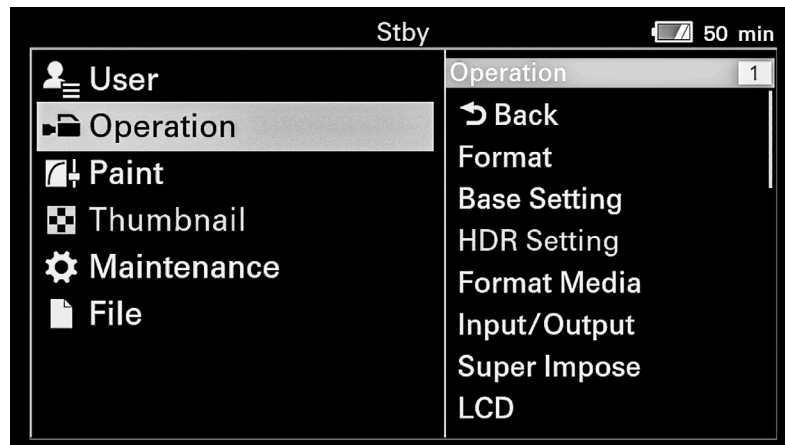 Stby
50 min
User
Operation
Paint
Thumbnail
Maintenance
File
Operation 1
Back
Format
Base Setting
HDR Setting
Format Media
Input/Output
Super Impose
LCD